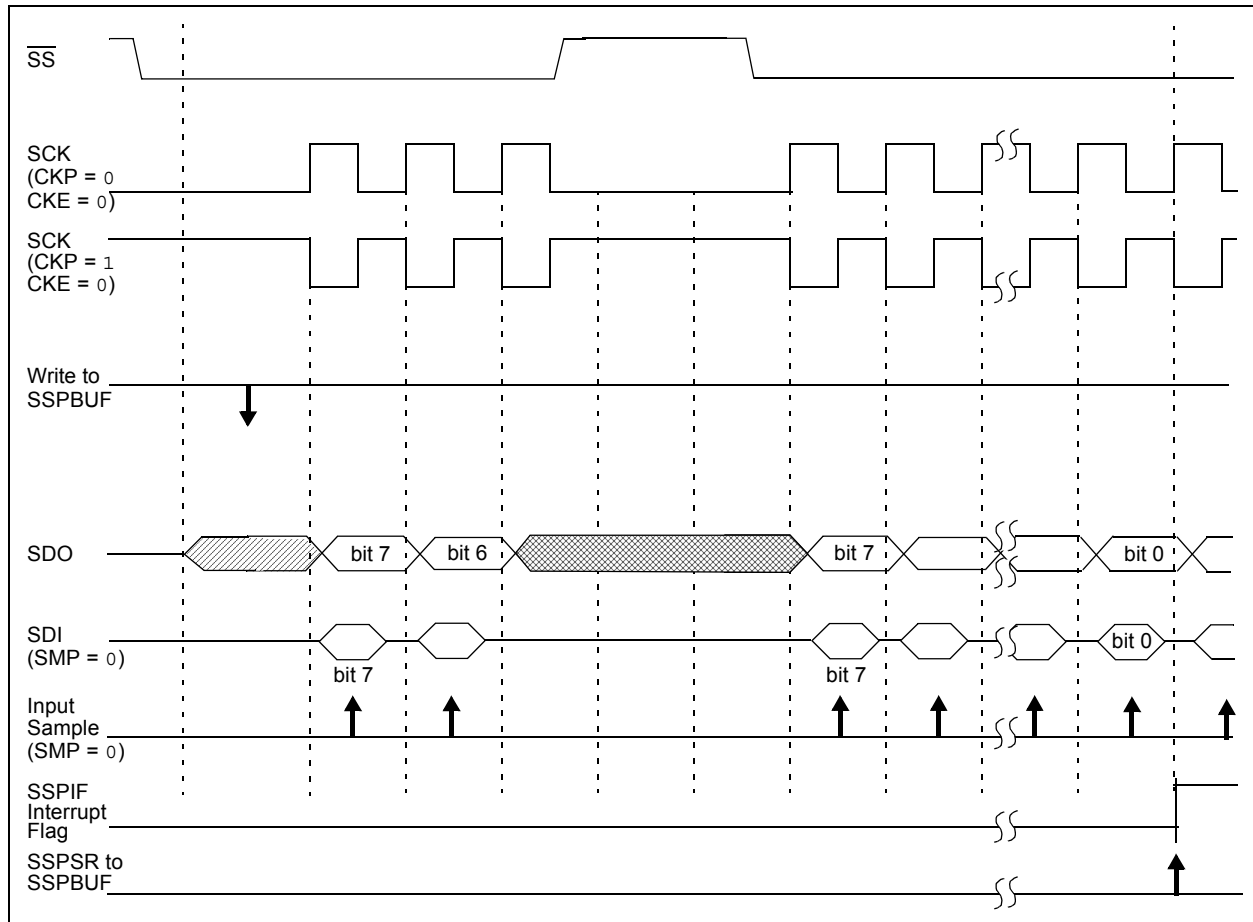 SS
SCK
(CKP = 0
CKE = 0)
SCK
(CKP = 1
CKE = 0)
Write to
SSPBUF
SDO
bit 7
bit 6
bit 7
bit 0
SDI
(SMP = 0)
bit 7
bit 7
bit 0
Input
Sample
(SMP = 0)
SSPIF
Interrupt
Flag
SSPSR to
SSPBUF